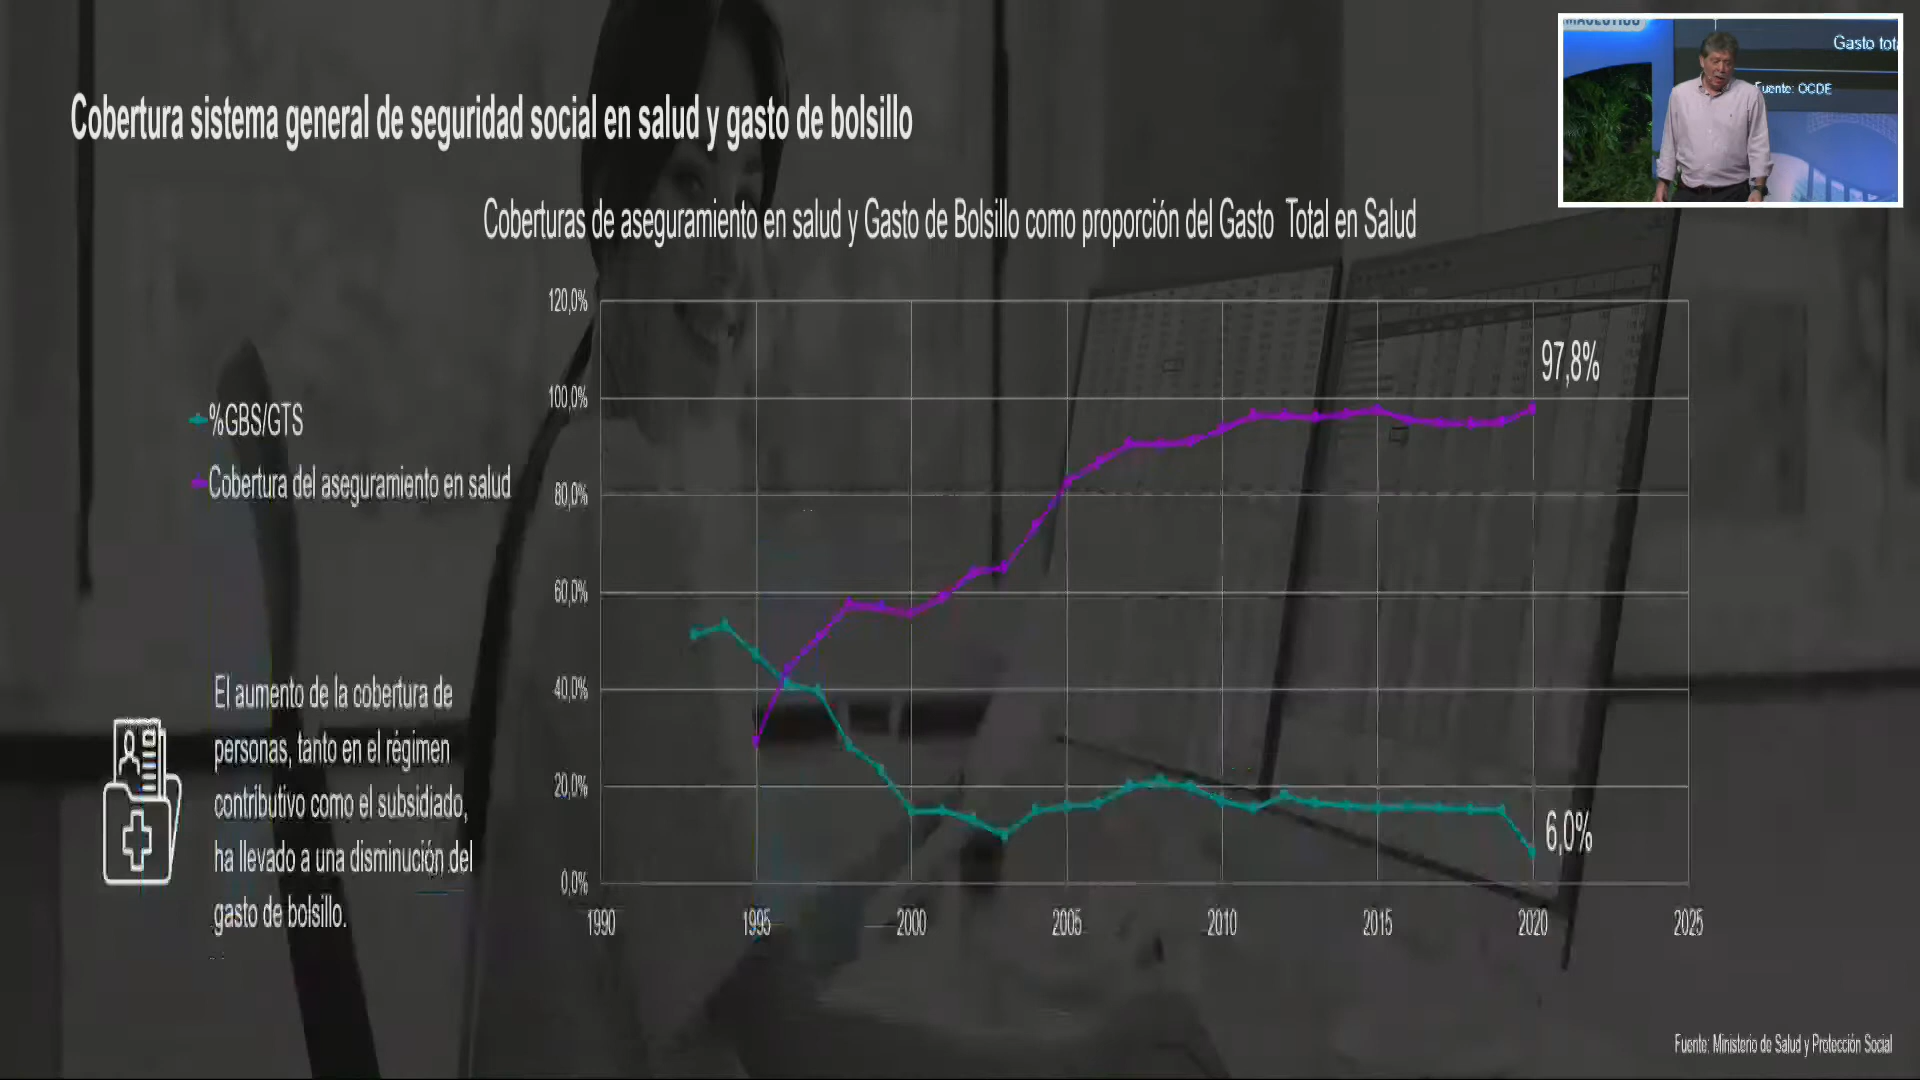 MACÉUTICO
Gasto tot
Fuente: OCDE
Cobertura sistema general de seguridad social en salud y gasto de bolsillo
Coberturas de aseguramiento en salud y Gasto de Bolsillo como proporción del Gasto Total en Salud
%GBS/GTS
Cobertura del aseguramiento en salud
120,0%
100,0%
80,0%
60,0%
40,0%
20,0%
0,0%
97,8%
6,0%
1990 1995 2000 2005 2010 2015 2020 2025
El aumento de la cobertura de
personas, tanto en el régimen
contributivo como el subsidiado,
ha llevado a una disminución del
gasto de bolsillo.
Fuente: Ministerio de Salud y Protección Social